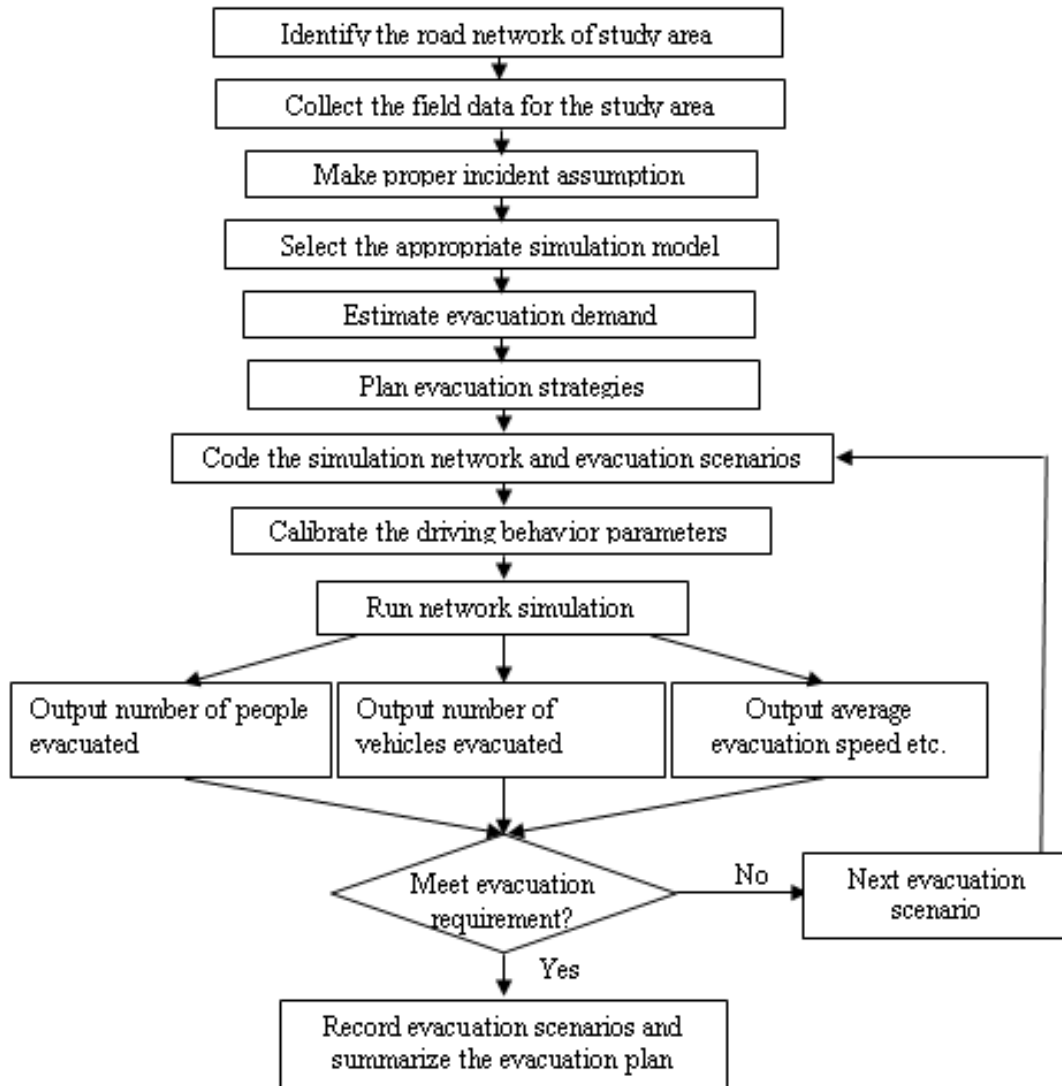 Identify the road network of study area
Collect the field data for the study area
Make proper incident assumption
Select the appropriate simulation model
Estimate evacuation demand
Plan evacuation strategies
Code the simulation network and evacuation scenarios
Calibrate the driving behavior parameters
Run network simulation
Output number of people
evacuated
Output number of
vehicles evacuated
Output average
evacuation speed etc.
Meet evacuation
requirement?
No
Next evacuation
scenario
Yes
Record evacuation scenarios and
summarize the evacuation plan